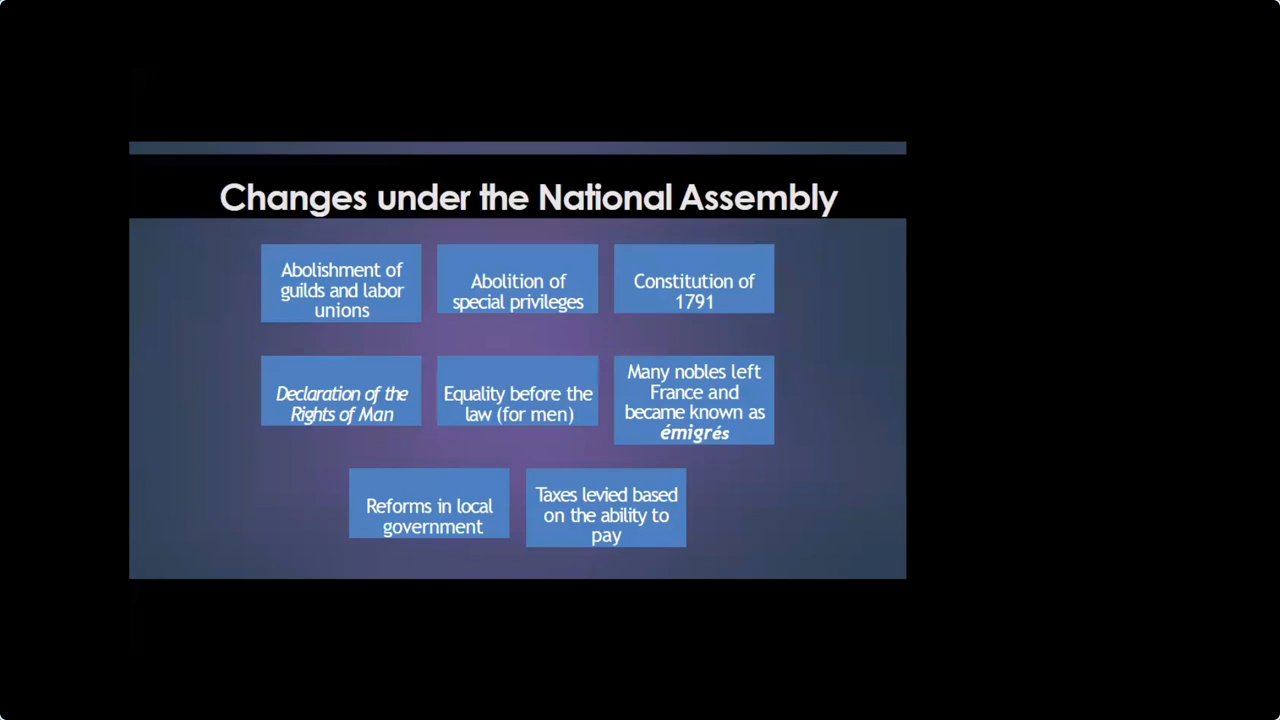 Changes under the National Assembly
Abolishment of
guilds and labor
unions
Abolition of
special privileges
Constitution of
1791
Declaration of the
Rights of Man
Equality before the
law (for men)
Many nobles left
France and
became known as
émigrés
Reforms in local
government
Taxes levied based
on the ability to
pay